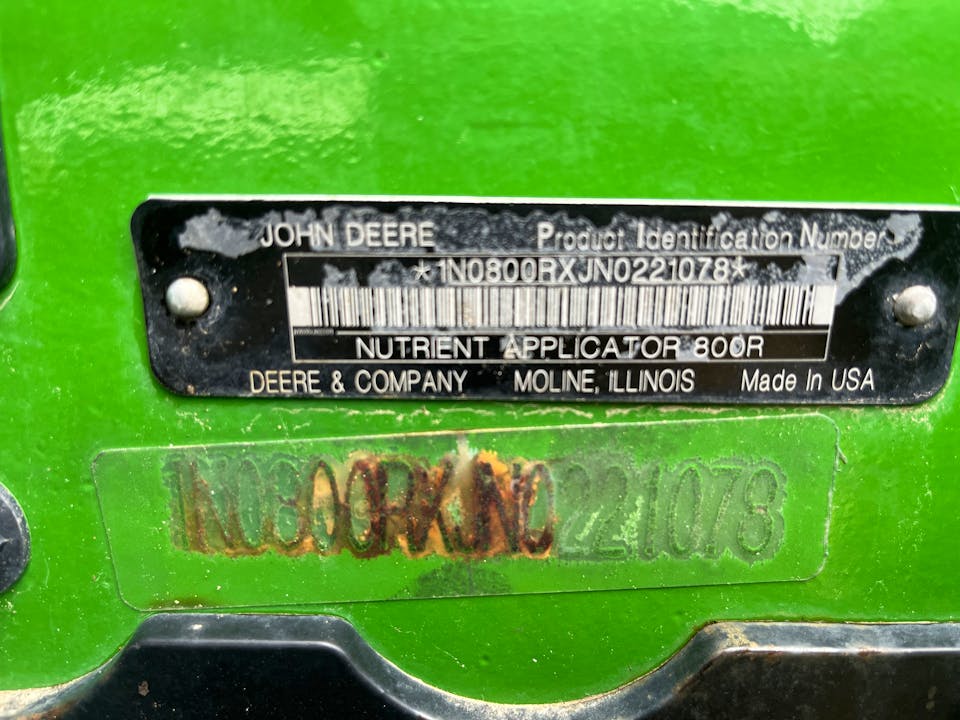 JOHN DEERE Product Identification Number
*1N0800RXJN0221078*
NUTRIENT APPLICATOR 800R
DEERE & COMPANY MOLINE, ILLINOIS Made In USA
1N0800RXJN0221078